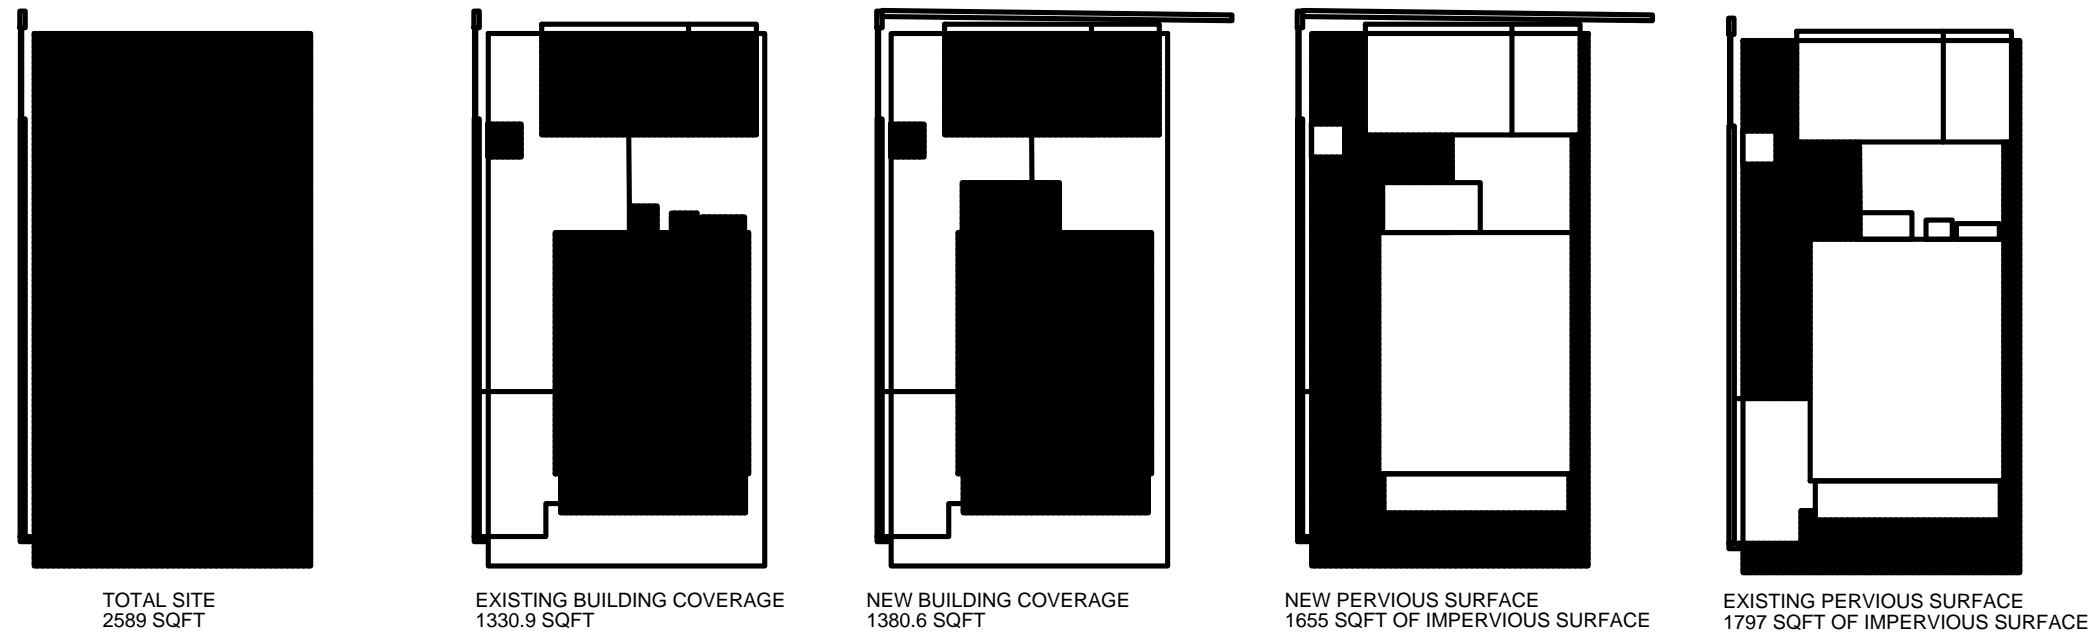 TOTAL SITE
2589 SQFT
EXISTING BUILDING COVERAGE
1330.9 SQFT
NEW BUILDING COVERAGE
1380.6 SQFT
NEW PERVIOUS SURFACE
1655 SQFT OF IMPERVIOUS SURFACE
EXISTING PERVIOUS SURFACE
1797 SQFT OF IMPERVIOUS SURFACE